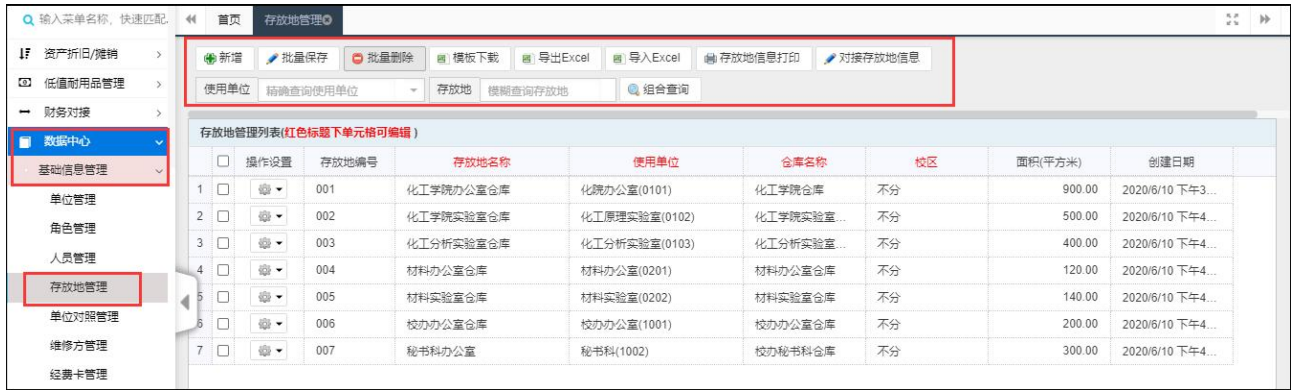 输入菜单名称，快速匹配.
首页 存放地管理
资产折旧/摊销
低值耐用品管理
财务对接
数据中心
基础信息管理
单位管理
角色管理
人员管理
存放地管理
单位对照管理
维修方管理
经费卡管理
新增 批量保存 批量删除 模板下载 导出Excel 导入Excel 存放地信息打印 对接存放地信息
使用单位 精确查询使用单位 存放地 模糊查询存放地 组合查询
存放地管理列表(红色标题下单元格可编辑 )
操作设置 存放地编号 存放地名称 使用单位 仓库名称 校区 面积(平方米) 创建日期
1 001 化工学院办公室仓库 化院办公室(0101) 化工学院仓库 不分 900.00 2020/6/10 下午3...
2 002 化工学院实验室仓库 化工原理实验室(0102) 化工学院实验室... 不分 500.00 2020/6/10 下午4...
3 003 化工分析实验室仓库 化工分析实验室(0103) 化工分析实验室... 不分 400.00 2020/6/10 下午4...
4 004 材料办公室仓库 材料办公室(0201) 材料办公室仓库 不分 120.00 2020/6/10 下午4...
5 005 材料实验室仓库 材料实验室(0202) 材料实验室仓库 不分 140.00 2020/6/10 下午4...
6 006 校办办公室仓库 校办办公室(1001) 校办办公室仓库 不分 200.00 2020/6/10 下午4...
7 007 秘书科办公室 秘书科(1002) 校办秘书科仓库 不分 300.00 2020/6/10 下午4...